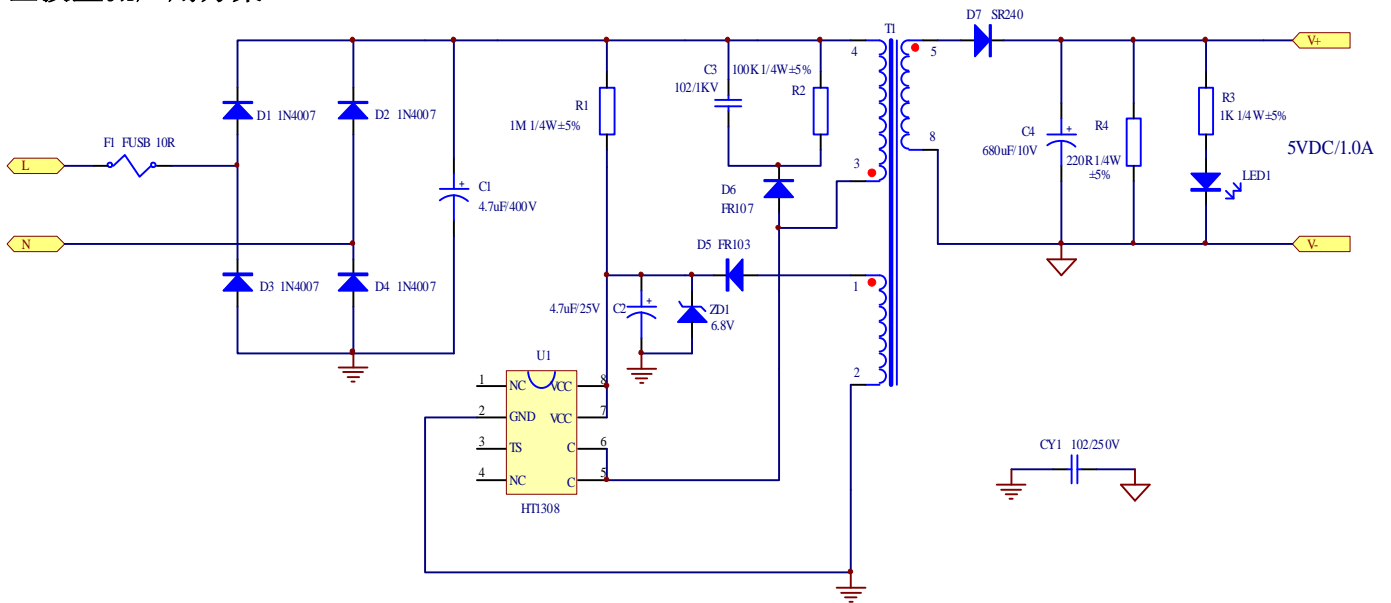 D7 SR240
T1
V+
4
5
C3
102/1KV
100K 1/4W±5%
R2
D1 1N4007
D2 1N4007
R1
1M 1/4W±5%
R3
1K 1/4W±5%
F1 FUSB 10R
L
C4
680uF/10V
R4
220R 1/4W
±5%
8
5VDC/1.0A
3
C1
4.7uF/400V
D6
FR107
LED1
N
V-
D5 FR103
D3 1N4007
D4 1N4007
1
4.7uF/25V
C2
ZD1
6.8V
U1
2
1 NC VCC 8
2 GND VCC 7
3 TS C 6
4 NC C 5
HT1308
CY1 102/250V